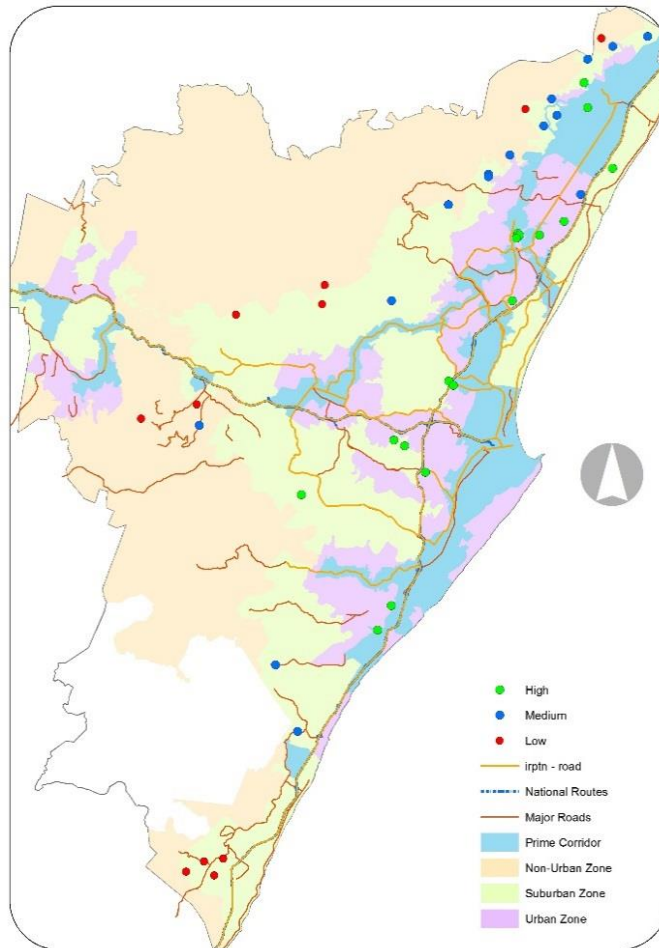 High
Medium
Low
irptn - road
National Routes
Major Roads
Prime Corridor
Non-Urban Zone
Suburban Zone
Urban Zone